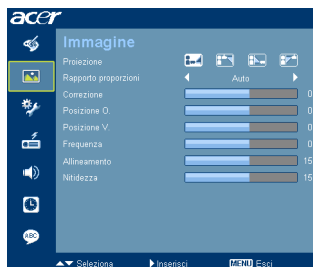 acer
Immagine
Proiezione
Rapporto proporzioni Auto
Correzione 0
Posizione O. 0
Posizione V. 0
Frequenza 0
Allineamento 15
Nitidezza 15
ABC
Seleziona Inserisci MENU Esci